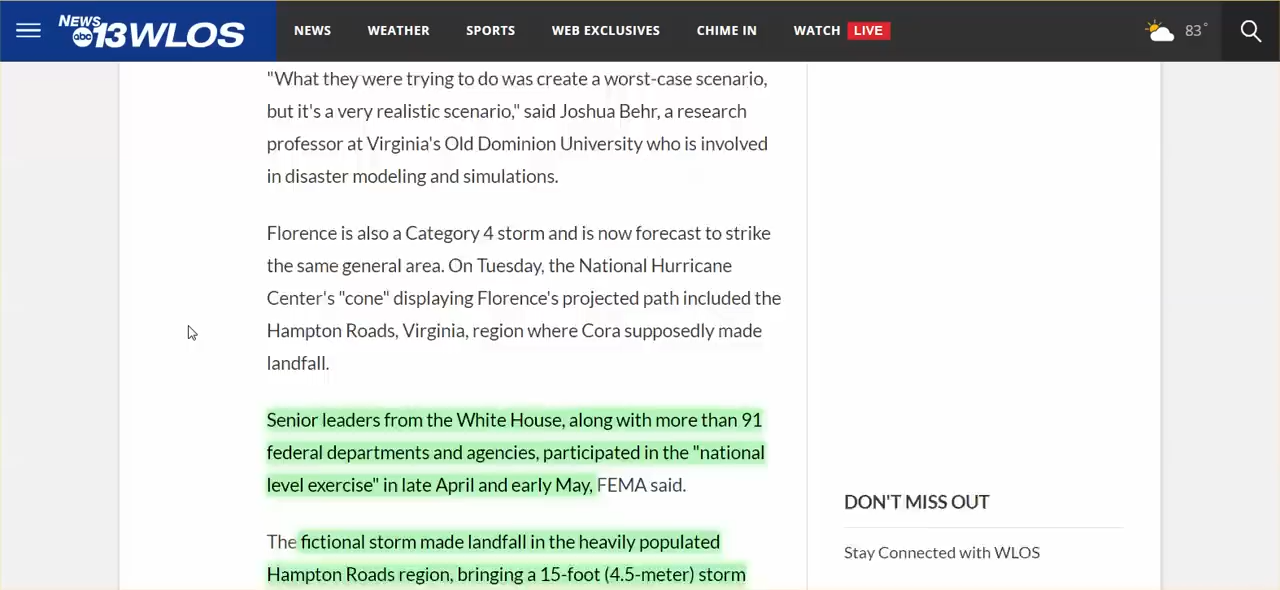 NEWS
abc 13 WLOS
NEWS
WEATHER
SPORTS
WEB EXCLUSIVES
CHIME IN
WATCH LIVE
83°
"What they were trying to do was create a worst-case scenario,
but it's a very realistic scenario," said Joshua Behr, a research
professor at Virginia's Old Dominion University who is involved
in disaster modeling and simulations.
Florence is also a Category 4 storm and is now forecast to strike
the same general area. On Tuesday, the National Hurricane
Center's "cone" displaying Florence's projected path included the
Hampton Roads, Virginia, region where Cora supposedly made
landfall.
Senior leaders from the White House, along with more than 91
federal departments and agencies, participated in the "national
level exercise" in late April and early May, FEMA said.
The fictional storm made landfall in the heavily populated
Hampton Roads region, bringing a 15-foot (4.5-meter) storm
DON'T MISS OUT
Stay Connected with WLOS